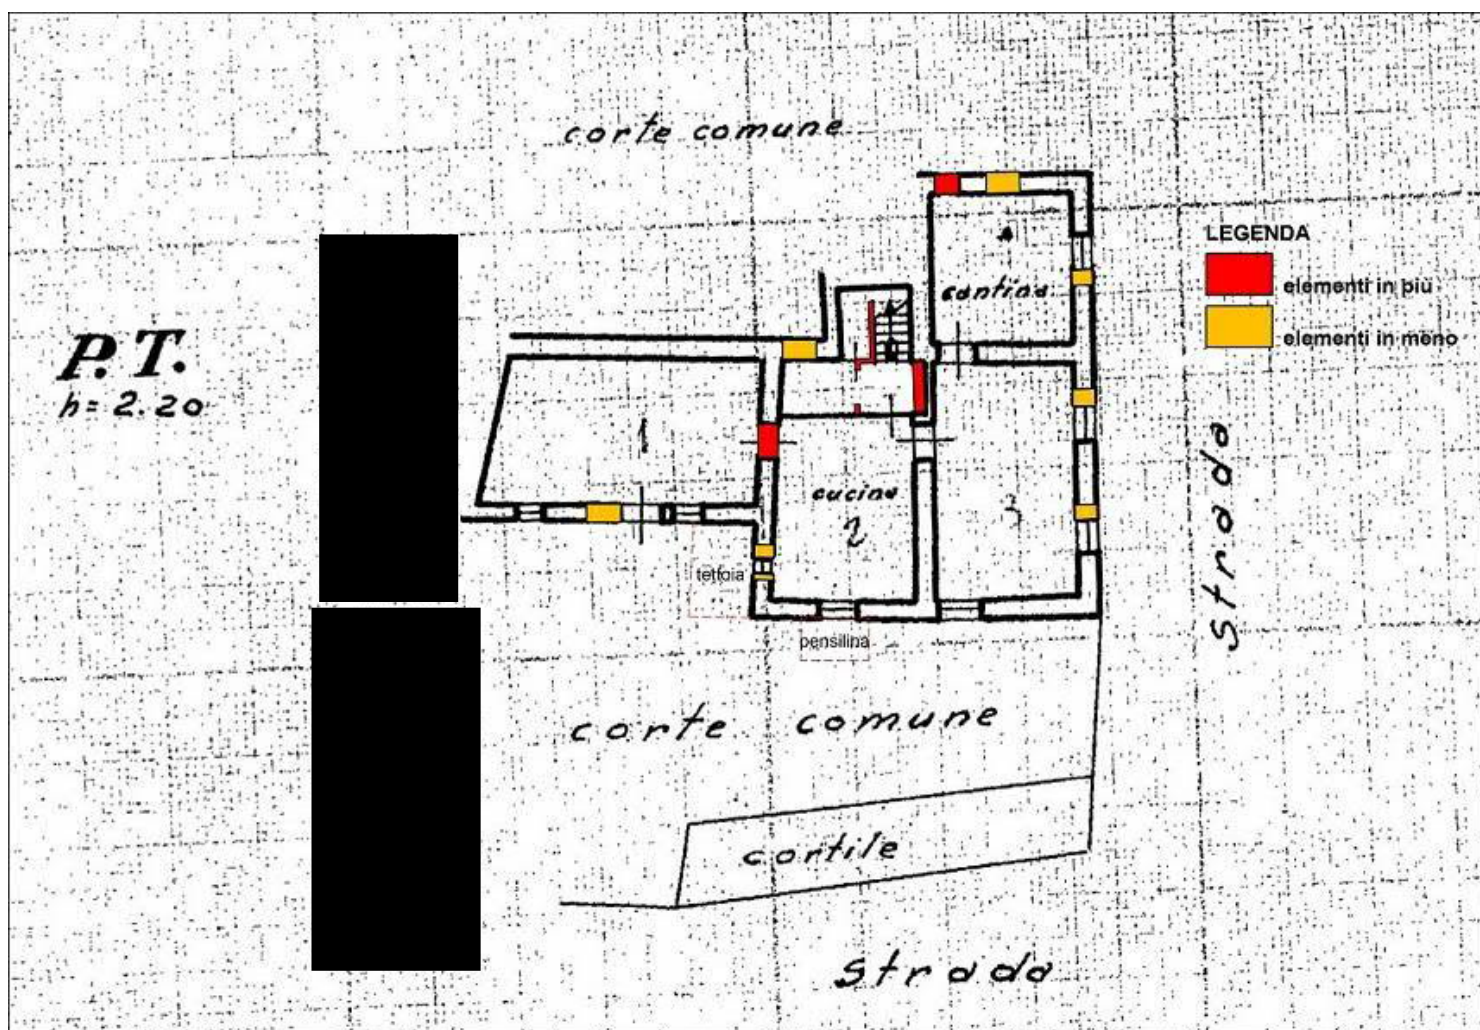 corte comune
LEGENDA
elementi in più
cantina
elementi in meno
P.T.
h= 2.20
1
cucina
2
3
strada
tettoia
pensilina
corte comune
cortile
strada